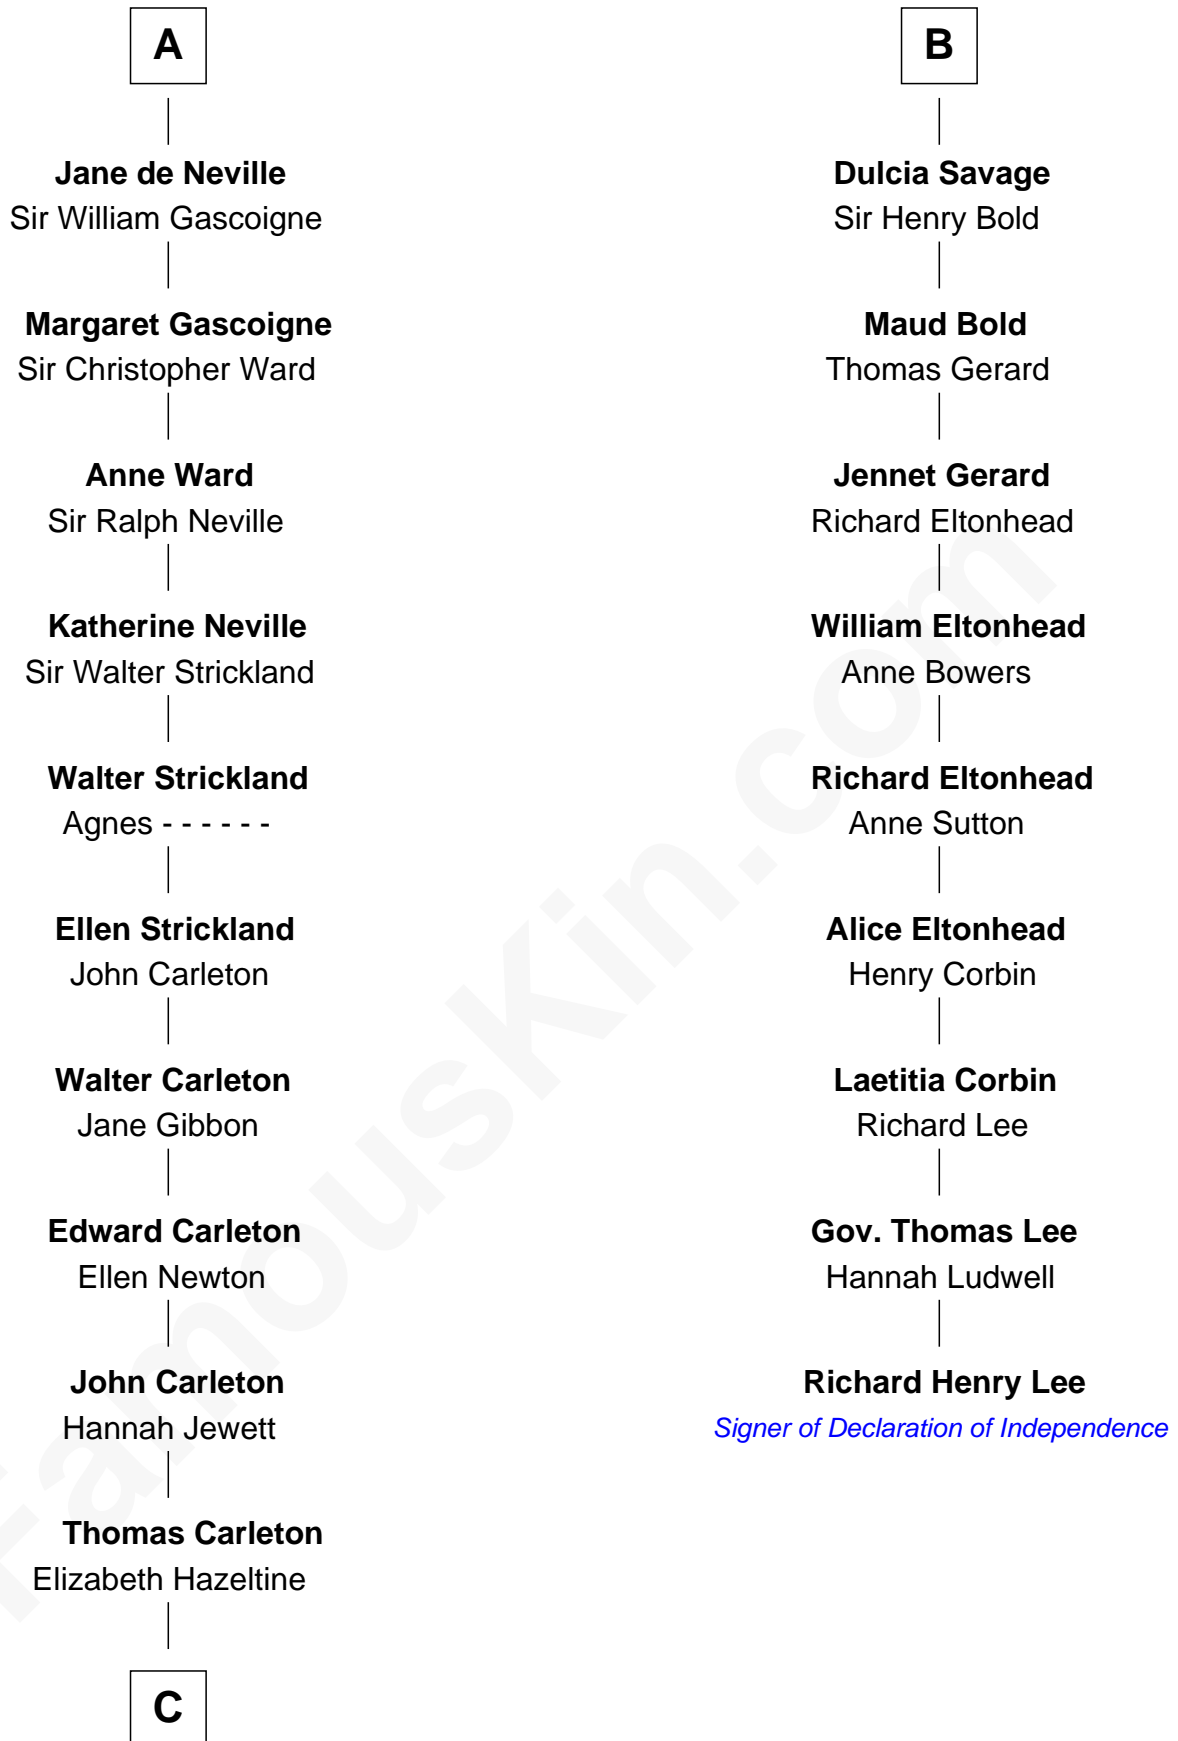 A
Jane de Neville
Sir William Gascoigne
Margaret Gascoigne
Sir Christopher Ward
Anne Ward
Sir Ralph Neville
Katherine Neville
Sir Walter Strickland
Walter Strickland
Agnes - - - - - -
Ellen Strickland
John Carleton
Walter Carleton
Jane Gibbon
Edward Carleton
Ellen Newton
John Carleton
Hannah Jewett
Thomas Carleton
Elizabeth Hazeltine
C
B
Dulcia Savage
Sir Henry Bold
Maud Bold
Thomas Gerard
Jennet Gerard
Richard Eltonhead
William Eltonhead
Anne Bowers
Richard Eltonhead
Anne Sutton
Alice Eltonhead
Henry Corbin
Laetitia Corbin
Richard Lee
Gov. Thomas Lee
Hannah Ludwell
Richard Henry Lee
Signer of Declaration of Independence
FamousKin.com